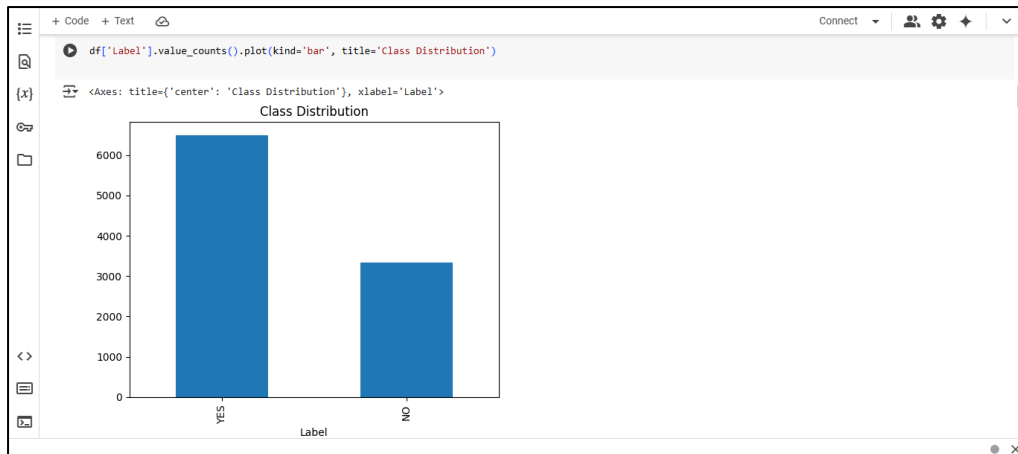 + Code + Text
Connect
df['Label'].value_counts().plot(kind='bar', title='Class Distribution')
{x}
<Axes: title={'center': 'Class Distribution'}, xlabel='Label'>
Class Distribution
6000
5000
4000
3000
2000
1000
0
YES
NO
Label